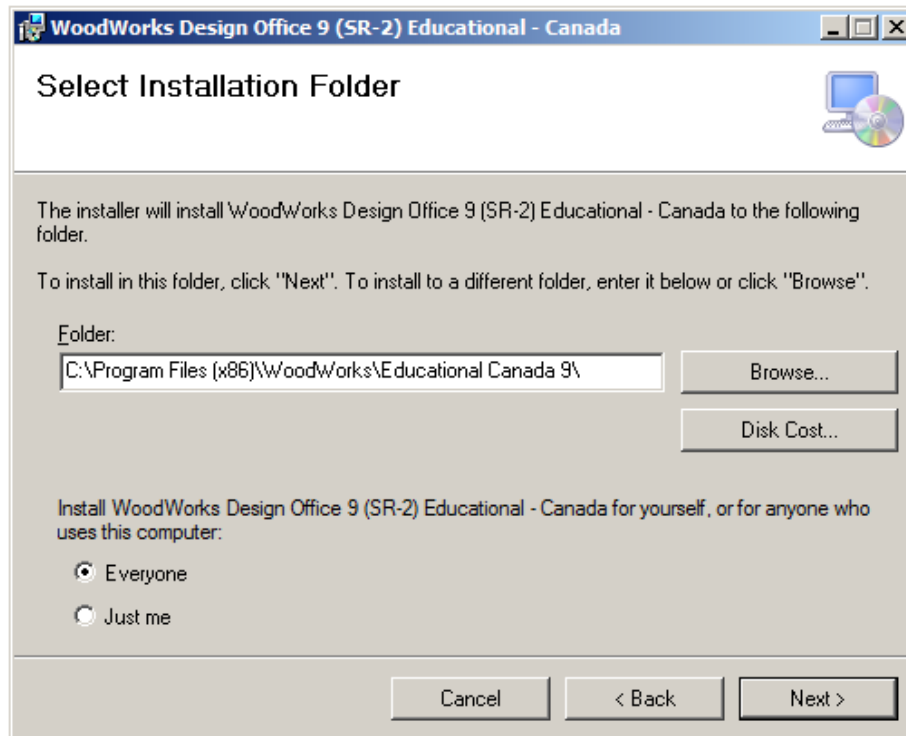 WoodWorks Design Office 9 (SR-2) Educational - Canada
Select Installation Folder
The installer will install WoodWorks Design Office 9 (SR-2) Educational - Canada to the following
folder.
To install in this folder, click "Next". To install to a different folder, enter it below or click "Browse".
Folder:
C:\Program Files (x86)\WoodWorks\Educational Canada 9\
Browse...
Disk Cost...
Install WoodWorks Design Office 9 (SR-2) Educational - Canada for yourself, or for anyone who
uses this computer:
Everyone
Just me
Cancel
< Back
Next >